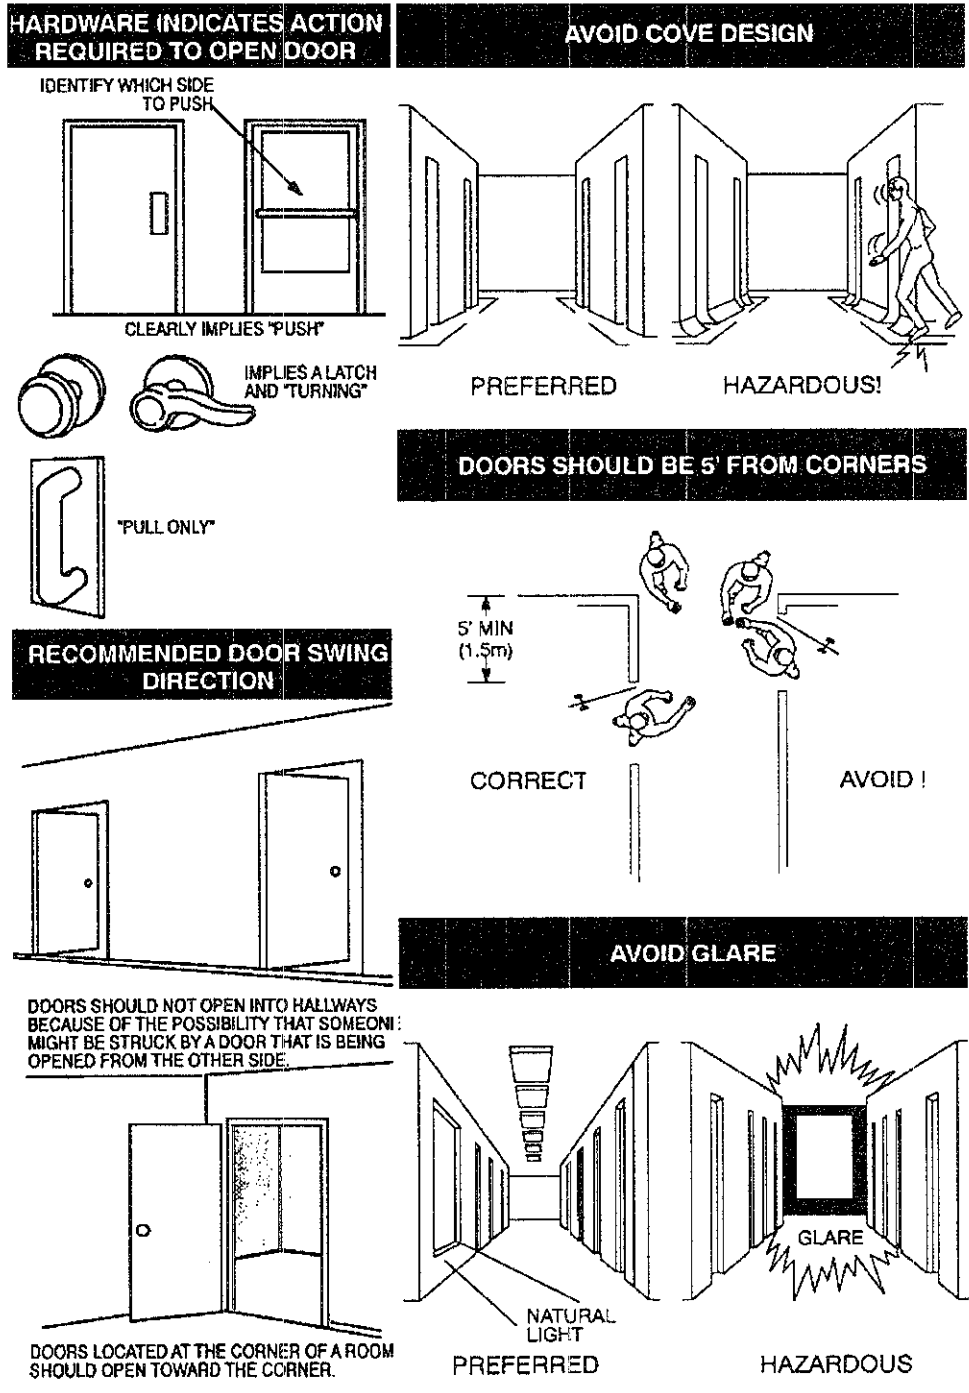 HARDWARE INDICATES ACTION
REQUIRED TO OPEN DOOR
IDENTIFY WHICH SIDE
TO PUSH
CLEARLY IMPLIES "PUSH"
IMPLIES A LATCH
AND "TURNING"
"PULL ONLY"
RECOMMENDED DOOR SWING
DIRECTION
DOORS SHOULD NOT OPEN INTO HALLWAYS
BECAUSE OF THE POSSIBILITY THAT SOMEONE
MIGHT BE STRUCK BY A DOOR THAT IS BEING
OPENED FROM THE OTHER SIDE.
DOORS LOCATED AT THE CORNER OF A ROOM
SHOULD OPEN TOWARD THE CORNER.
AVOID COVE DESIGN
PREFERRED
HAZARDOUS!
DOORS SHOULD BE 5' FROM CORNERS
5' MIN
(1.5m)
CORRECT
AVOID !
AVOID GLARE
GLARE
NATURAL
LIGHT
PREFERRED
HAZARDOUS